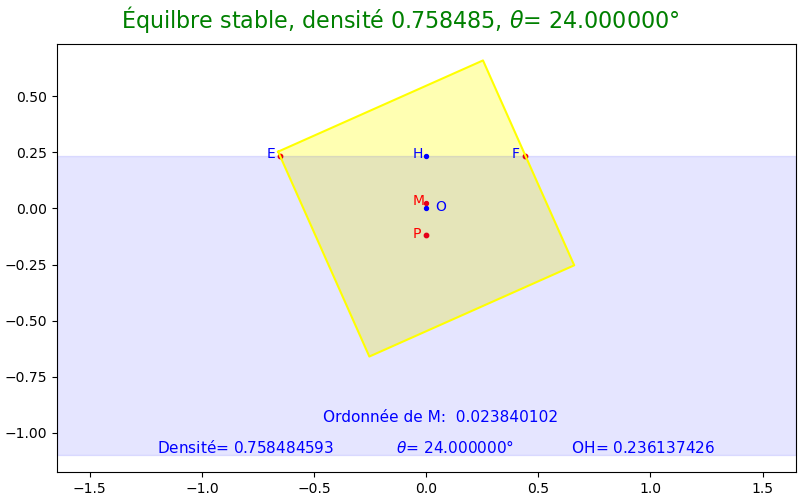 Équilbre stable, densité 0.758485, θ= 24.000000°
0.50
0.25
0.00
−0.25
−0.50
−0.75
−1.00
E
H
F
M
O
P
Ordonnée de M: 0.023840102
Densité= 0.758484593 θ= 24.000000° OH= 0.236137426
−1.5 −1.0 −0.5 0.0 0.5 1.0 1.5